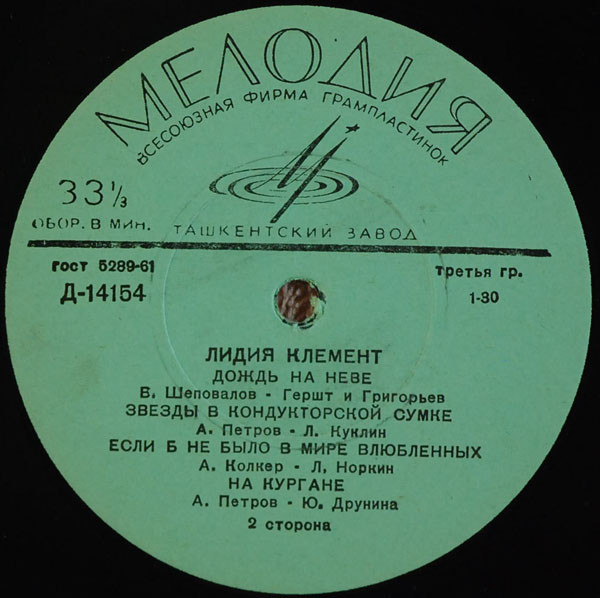 МЕЛОДИЯ
ВСЕСОЮЗНАЯ ФИРМА ГРАМПЛАСТИНОК
33 1/3
ОБОР. В МИН.
ТАШКЕНТСКИЙ ЗАВОД
ГОСТ 5289-61
Третья гр.
Д-14154
1-30
ЛИДИЯ КЛЕМЕНТ
ДОЖДЬ НА НЕВЕ
В. Шеповалов - Гершт и Григорьев
ЗВЕЗДЫ В КОНДУКТОРСКОЙ СУМКЕ
А. Петров - Л. Куклин
ЕСЛИ Б НЕ БЫЛО В МИРЕ ВЛЮБЛЕННЫХ
А. Колкер - Л. Норкин
НА КУРГАНЕ
А. Петров - Ю. Друнина
2 сторона